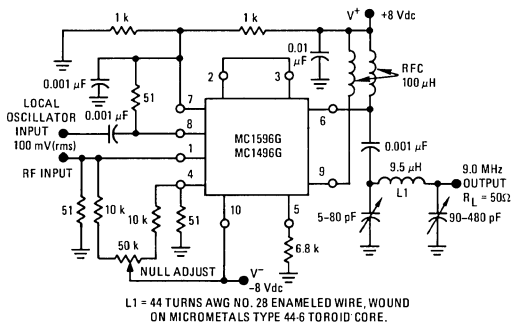 1 k
1 k
V+
+8 Vdc
0.01
µF
RFC
100 µH
0.001 µF
51
2
3
7
6
LOCAL
OSCILLATOR
INPUT
100 mV(rms)
0.001 µF
8
MC1596G
MC1496G
0.001 µF
RF INPUT
1
9
9.5 µH
L1
9.0 MHz
OUTPUT
RL = 50Ω
4
10
5
51
10 k
10 k
51
5-80 pF
90-480 pF
50 k
6.8 k
NULL ADJUST
V-
-8 Vdc
L1 = 44 TURNS AWG NO. 28 ENAMELED WIRE, WOUND
ON MICROMETALS TYPE 44-6 TOROID CORE.